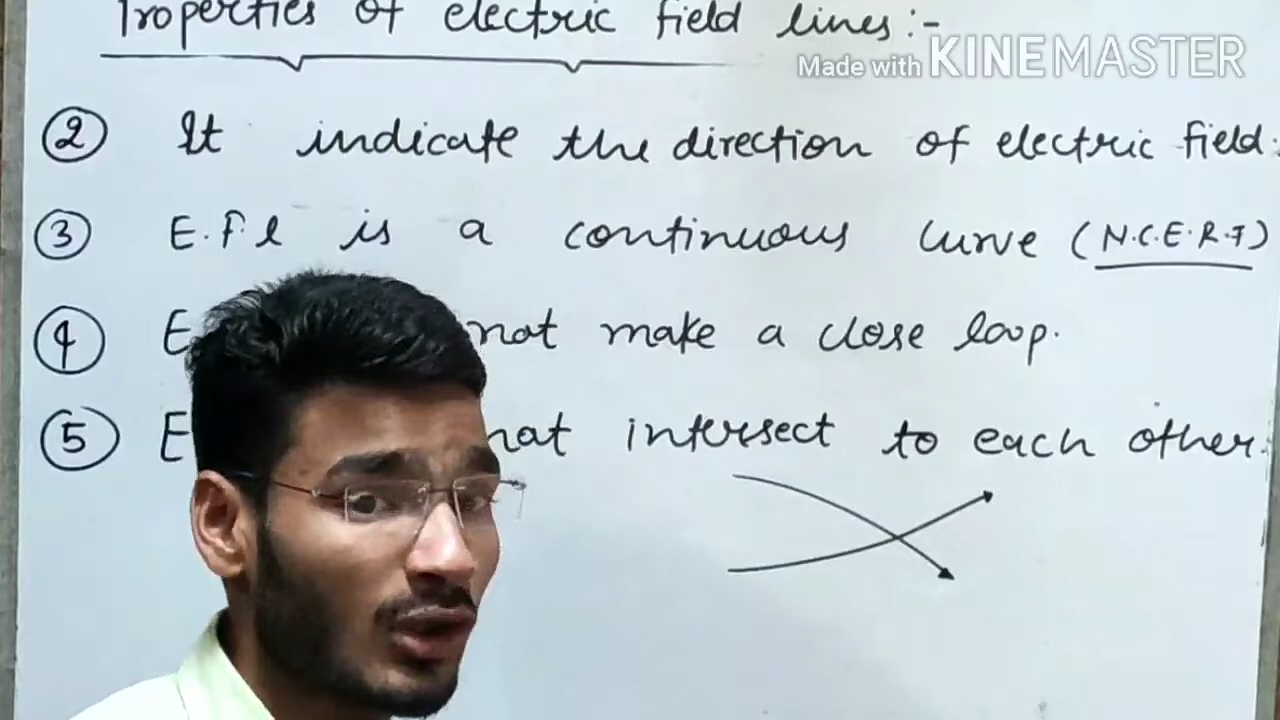 Properties of electric field lines :-
Made with KINEMASTER
② It indicate the direction of electric field.
③ E.F.l is a continuous curve (N.C.E.R.T)
④ E not make a close loop.
⑤ E not intersect to each other.